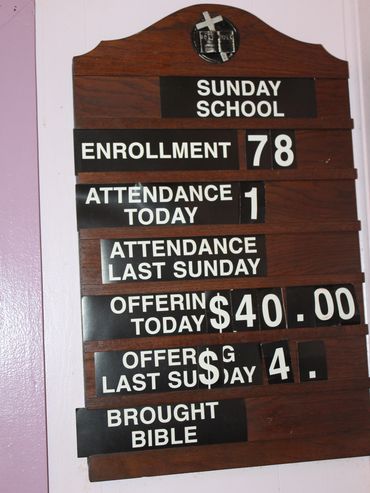 SUNDAY
SCHOOL
ENROLLMENT 78
ATTENDANCE
TODAY 1
ATTENDANCE
LAST SUNDAY
OFFERIN $40.00
TODAY
OFFER G $ 4.
LAST SU DAY
BROUGHT
BIBLE